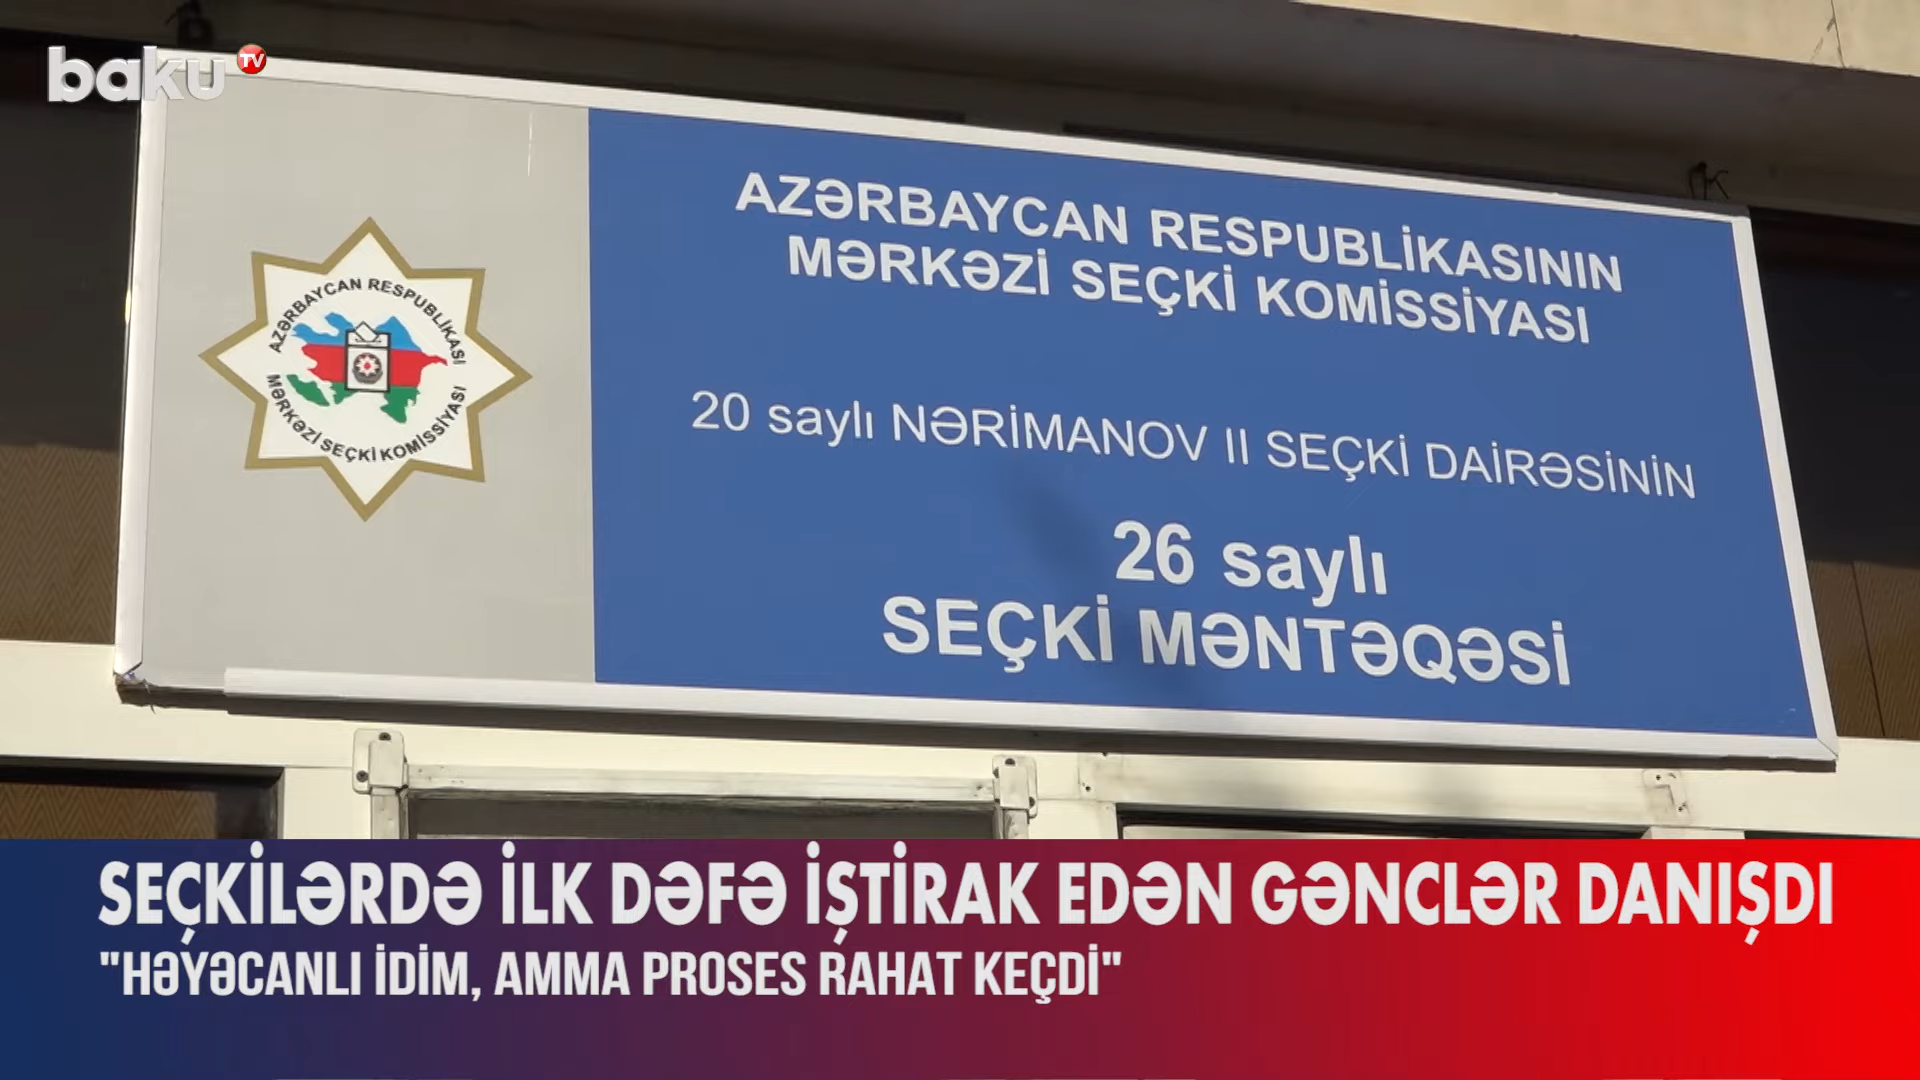 baku TV
AZƏRBAYCAN RESPUBLİKASININ
MƏRKƏZİ SEÇKİ KOMİSSİYASI
AZƏRBAYCAN RESPUBLİKASI
MƏRKƏZİ SEÇKİ KOMİSSİYASI
20 saylı NƏRİMANOV II SEÇKİ DAİRƏSİNİN
26 saylı
SEÇKİ MƏNTƏQƏSİ
SEÇKİLƏRDƏ İLK DƏFƏ İŞTİRAK EDƏN GƏNCLƏR DANIŞDI
"HƏYƏCANLI İDİM, AMMA PROSES RAHAT KEÇDİ"